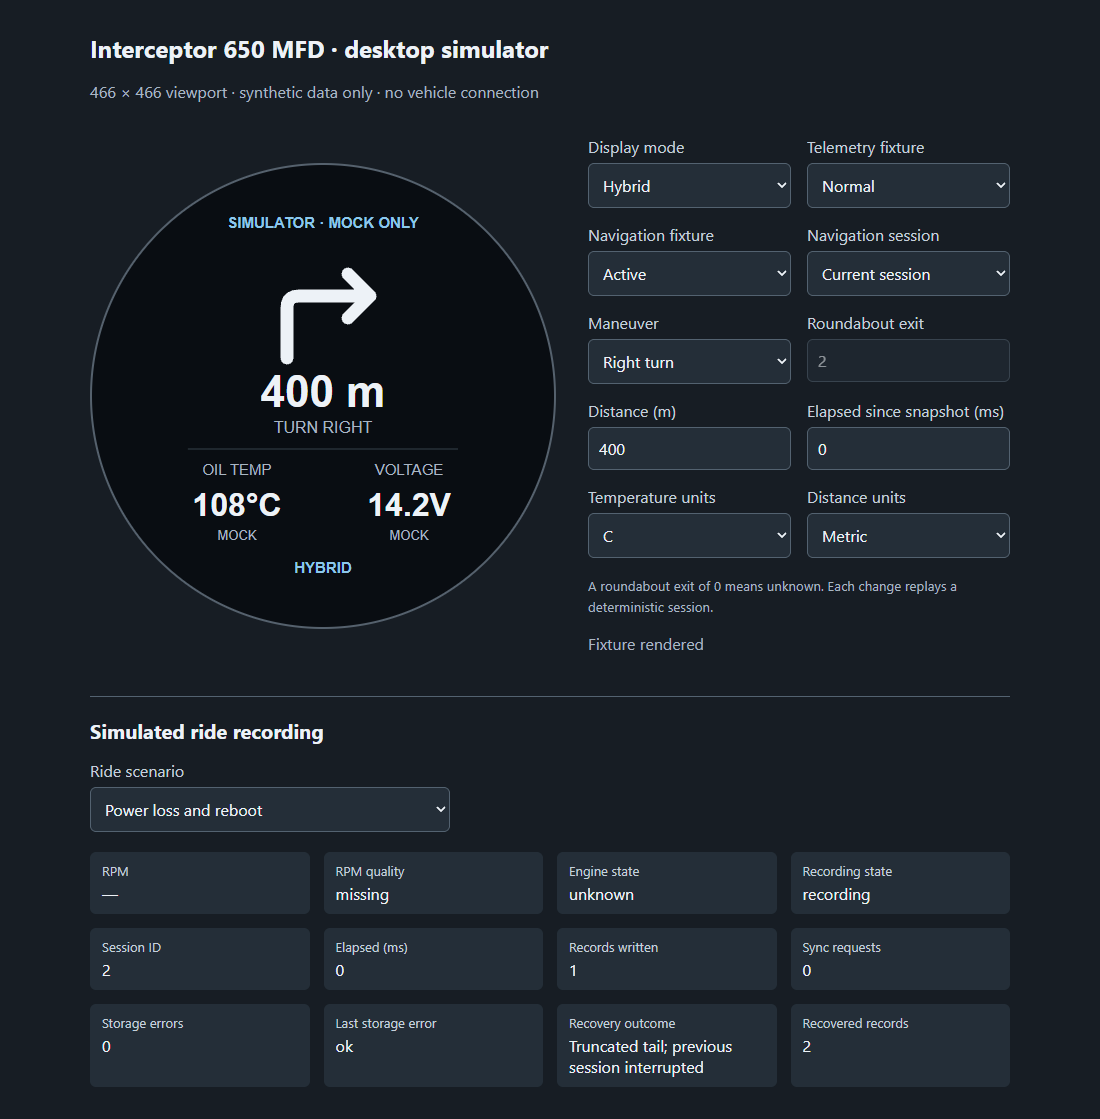 Interceptor 650 MFD · desktop simulator
466 × 466 viewport · synthetic data only · no vehicle connection
SIMULATOR · MOCK ONLY
400 m
TURN RIGHT
OIL TEMP
VOLTAGE
108°C
14.2V
MOCK
MOCK
HYBRID
Display mode
Telemetry fixture
Hybrid
Normal
Navigation fixture
Navigation session
Active
Current session
Maneuver
Roundabout exit
Right turn
2
Distance (m)
Elapsed since snapshot (ms)
400
0
Temperature units
Distance units
C
Metric
A roundabout exit of 0 means unknown. Each change replays a
deterministic session.
Fixture rendered
Simulated ride recording
Ride scenario
Power loss and reboot
RPM
—
RPM quality
missing
Engine state
unknown
Recording state
recording
Session ID
2
Elapsed (ms)
0
Records written
1
Sync requests
0
Storage errors
0
Last storage error
ok
Recovery outcome
Truncated tail; previous
session interrupted
Recovered records
2